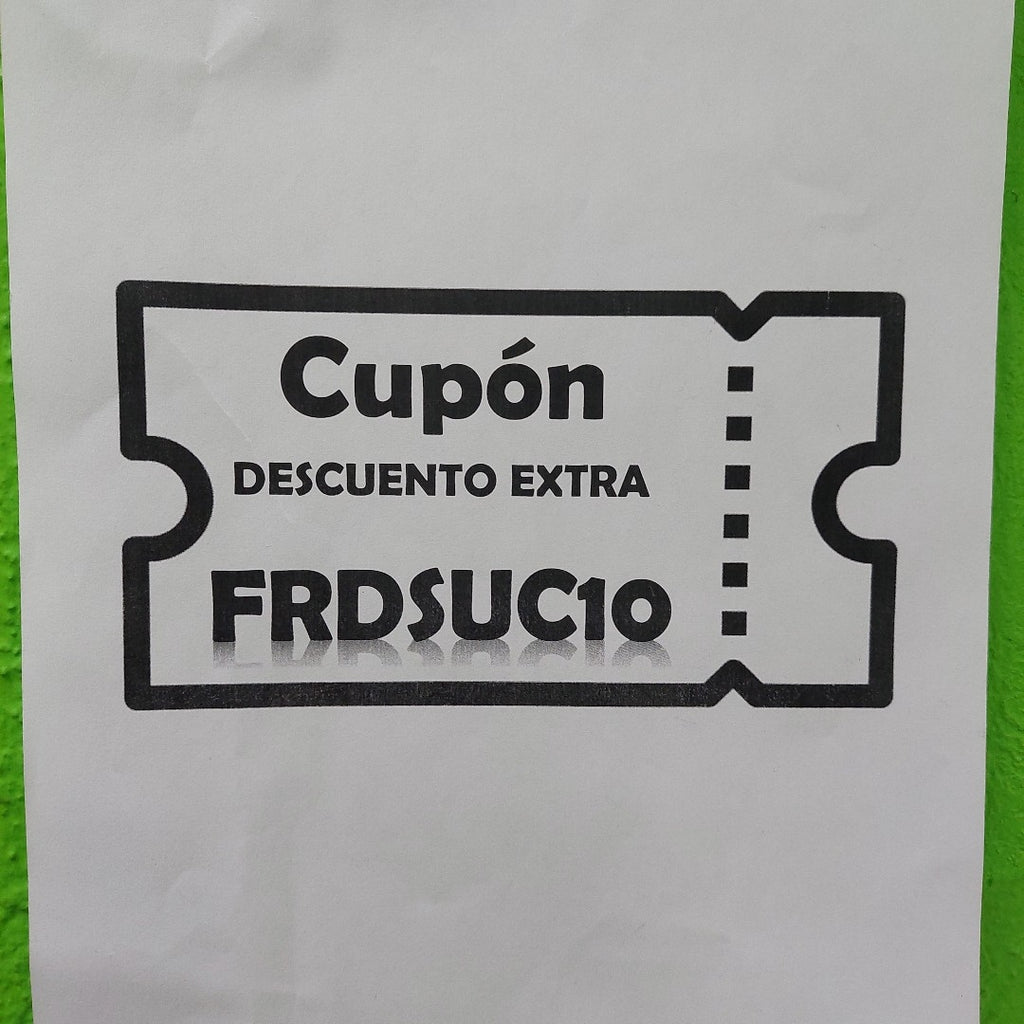 Cupón
DESCUENTO EXTRA
FRDSUC10